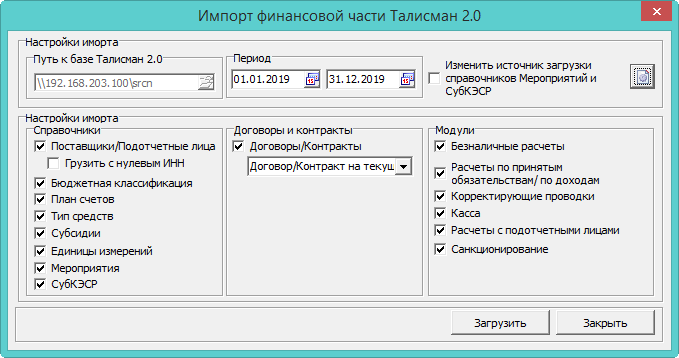 Импорт финансовой части Талисман 2.0
Настройки иморта
Путь к базе Талисман 2.0
\\192.168.203.100\srcn
Период
01.01.2019
31.12.2019
Изменить источник загрузки
справочников Мероприятий и
СубКЭСР
Настройки иморта
Справочники
Поставщики/Подотчетные лица
Грузить с нулевым ИНН
Бюджетная классификация
План счетов
Тип средств
Субсидии
Единицы измерений
Мероприятия
СубКЭСР
Договоры и контракты
Договоры/Контракты
Договор/Контракт на текущ
Модули
Безналичные расчеты
Расчеты по принятым
обязательствам/ по доходам
Корректирующие проводки
Касса
Расчеты с подотчетными лицами
Санкционирование
Загрузить
Закрыть